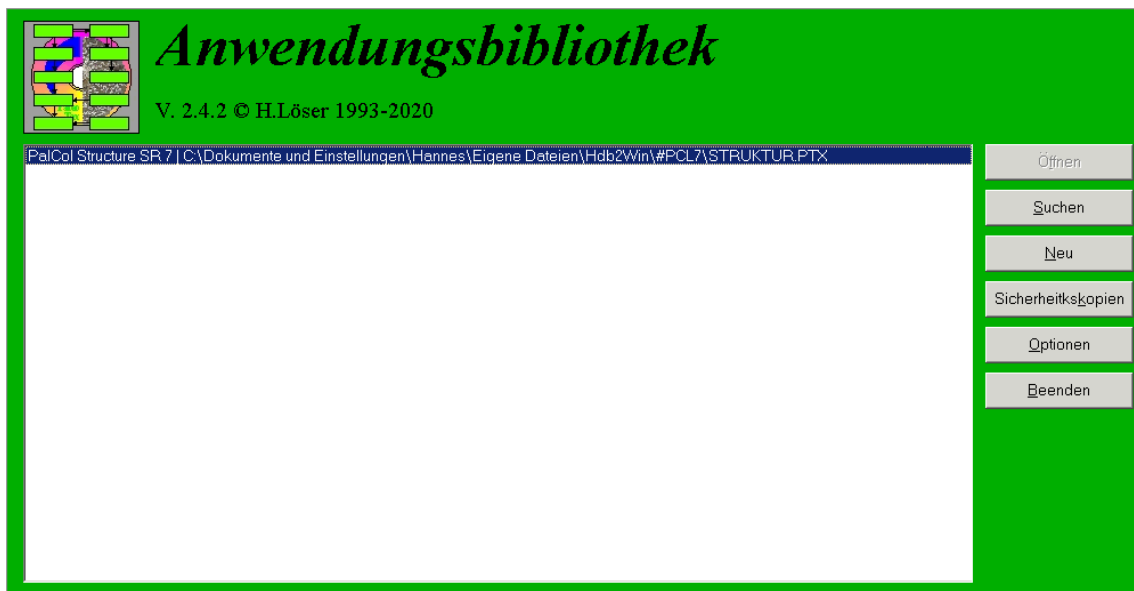 Anwendungsbibliothek
V. 2.4.2 © H.Löser 1993-2020
PalCol Structure SR 7 | C:\Dokumente und Einstellungen\Hannes\Eigene Dateien\Hdb2Win\#PCL7\STRUKTUR.PTX
Öffnen
Suchen
Neu
Sicherheitkskopien
Optionen
Beenden